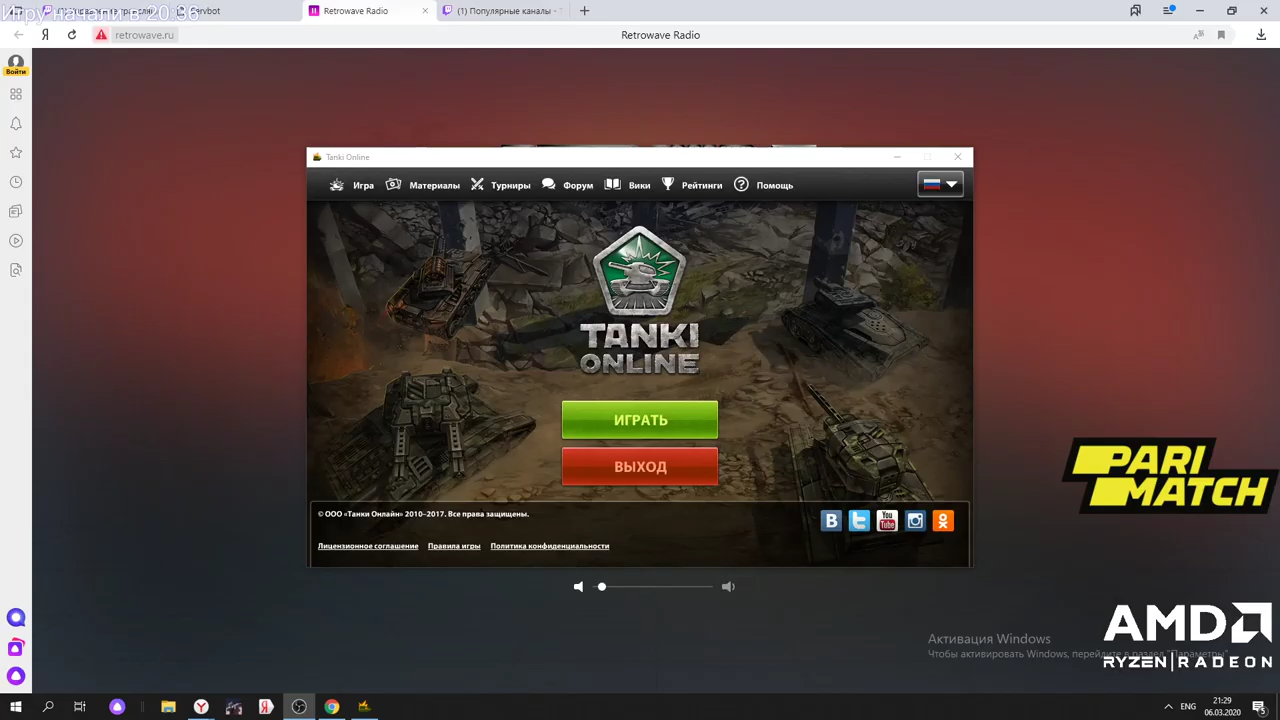 Игру начали в 20:36
Retrowave Radio
(1) Популярные каналы -
retrowave.ru
Retrowave Radio
Войти
Tanki Online
Игра
Материалы
Турниры
Форум
Вики
Рейтинги
Помощь
TANKI
ONLINE
ИГРАТЬ
ВЫХОД
© ООО «Танки Онлайн» 2010–2017. Все права защищены.
Лицензионное соглашение
Правила игры
Политика конфиденциальности
PARI
MATCH
Активация Windows
Чтобы активировать Windows, перейдите в раздел "Параметры".
AMD
RYZEN | RADEON
ENG
21:29
06.03.2020
5